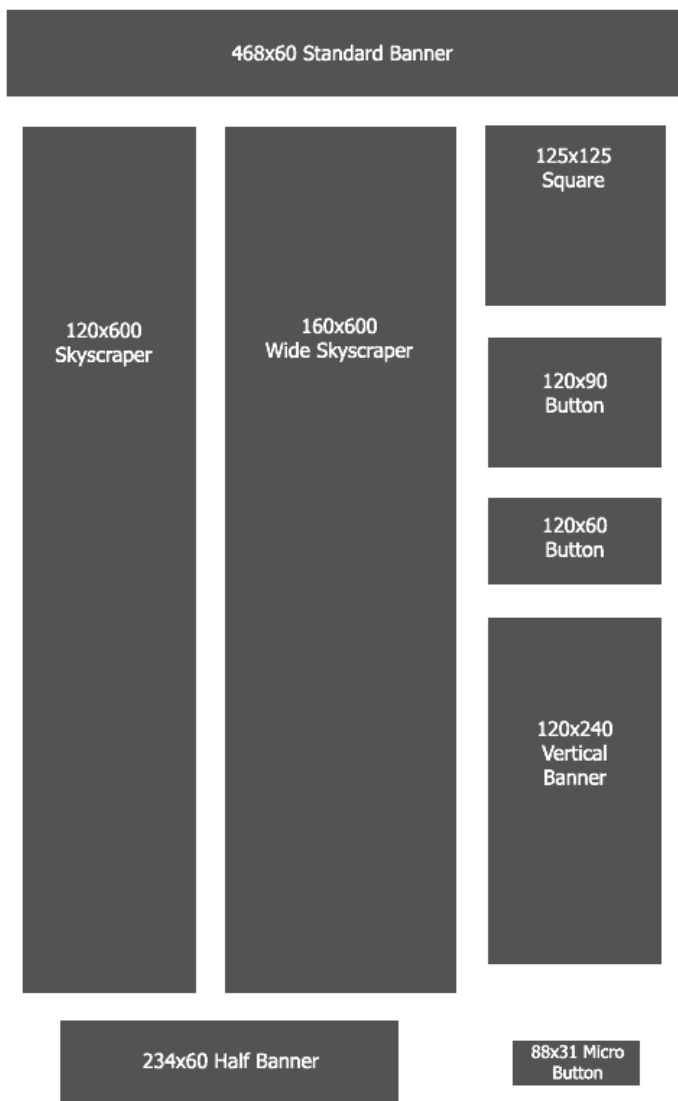 468x60 Standard Banner
120x600
Skyscraper
160x600
Wide Skyscraper
125x125
Square
120x90
Button
120x60
Button
120x240
Vertical
Banner
234x60 Half Banner
88x31 Micro
Button